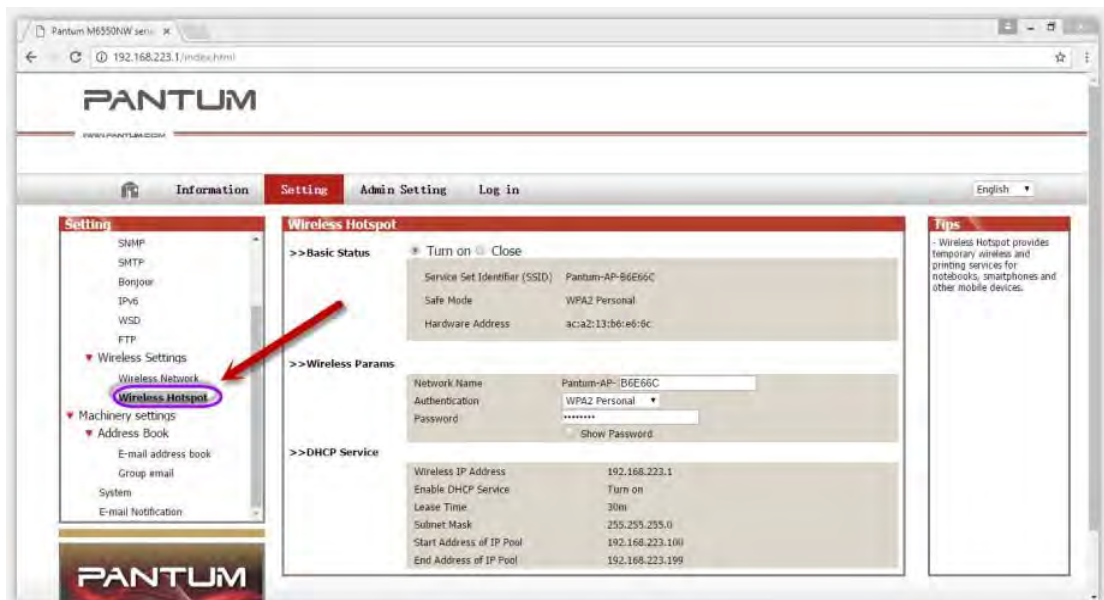 Pantum M6550NW serie
192.168.223.1/index.html
PANTUM
WWW.PANTUM.COM
Information Setting Admin Setting Log in English
Setting
SNMP
SMTP
Bonjour
IPv6
WSD
FTP
Wireless Settings
Wireless Network
Wireless Hotspot
Machinery settings
Address Book
E-mail address book
Group email
System
E-mail Notification
PANTUM
Wireless Hotspot
>>Basic Status Turn on Close
Service Set Identifier (SSID) Pantum-AP-B6E66C
Safe Mode WPA2 Personal
Hardware Address ac:a2:13:b6:e6:6c
>>Wireless Params
Network Name Pantum-AP- B6E66C
Authentication WPA2 Personal
Password ••••••••
Show Password
>>DHCP Service
Wireless IP Address 192.168.223.1
Enable DHCP Service Turn on
Lease Time 30m
Subnet Mask 255.255.255.0
Start Address of IP Pool 192.168.223.100
End Address of IP Pool 192.168.223.199
Tips
- Wireless Hotspot provides
temporary wireless and
printing services for
notebooks, smartphones and
other mobile devices.